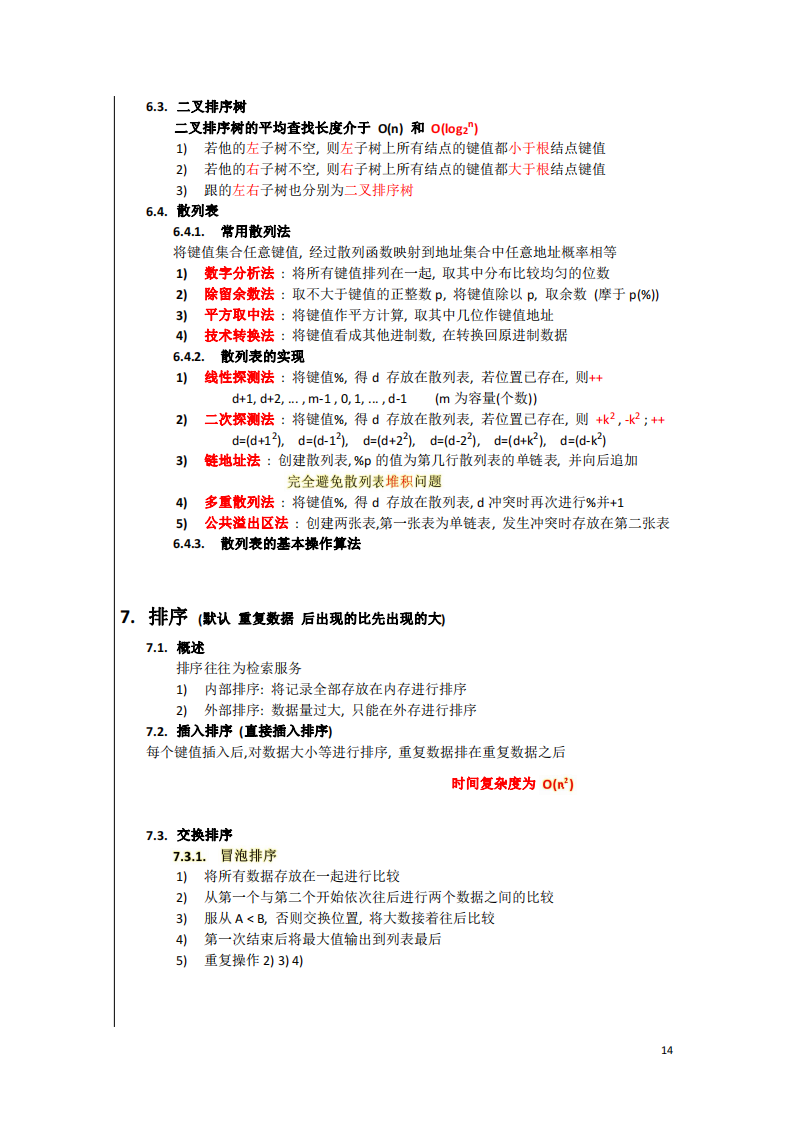 6.3. 二叉排序树
二叉排序树的平均查找长度介于 O(n) 和 O(log₂ⁿ)
1) 若他的左子树不空, 则左子树上所有结点的键值都小于根结点键值
2) 若他的右子树不空, 则右子树上所有结点的键值都大于根结点键值
3) 跟的左右子树也分别为二叉排序树
6.4. 散列表
6.4.1. 常用散列法
将键值集合任意键值, 经过散列函数映射到地址集合中任意地址概率相等
1) 数字分析法 : 将所有键值排列在一起, 取其中分布比较均匀的位数
2) 除留余数法 : 取不大于键值的正整数 p, 将键值除以 p, 取余数 (摩于 p(%))
3) 平方取中法 : 将键值作平方计算, 取其中几位作键值地址
4) 技术转换法 : 将键值看成其他进制数, 在转换回原进制数据
6.4.2. 散列表的实现
1) 线性探测法 : 将键值%, 得 d 存放在散列表, 若位置已存在, 则++
d+1, d+2, ... , m-1 , 0, 1, ... , d-1 (m 为容量(个数))
2) 二次探测法 : 将键值%, 得 d 存放在散列表, 若位置已存在, 则 +k² , -k² ; ++
d=(d+1²), d=(d-1²), d=(d+2²), d=(d-2²), d=(d+k²), d=(d-k²)
3) 链地址法 : 创建散列表, %p 的值为第几行散列表的单链表, 并向后追加
完全避免散列表堆积问题
4) 多重散列法 : 将键值%, 得 d 存放在散列表, d 冲突时再次进行%并+1
5) 公共溢出区法 : 创建两张表,第一张表为单链表, 发生冲突时存放在第二张表
6.4.3. 散列表的基本操作算法
7. 排序 (默认 重复数据 后出现的比先出现的大)
7.1. 概述
排序往往为检索服务
1) 内部排序: 将记录全部存放在内存进行排序
2) 外部排序: 数据量过大, 只能在外存进行排序
7.2. 插入排序 (直接插入排序)
每个键值插入后,对数据大小等进行排序, 重复数据排在重复数据之后
时间复杂度为 O(n²)
7.3. 交换排序
7.3.1. 冒泡排序
1) 将所有数据存放在一起进行比较
2) 从第一个与第二个开始依次往后进行两个数据之间的比较
3) 服从 A < B, 否则交换位置, 将大数接着往后比较
4) 第一次结束后将最大值输出到列表最后
5) 重复操作 2) 3) 4)
14